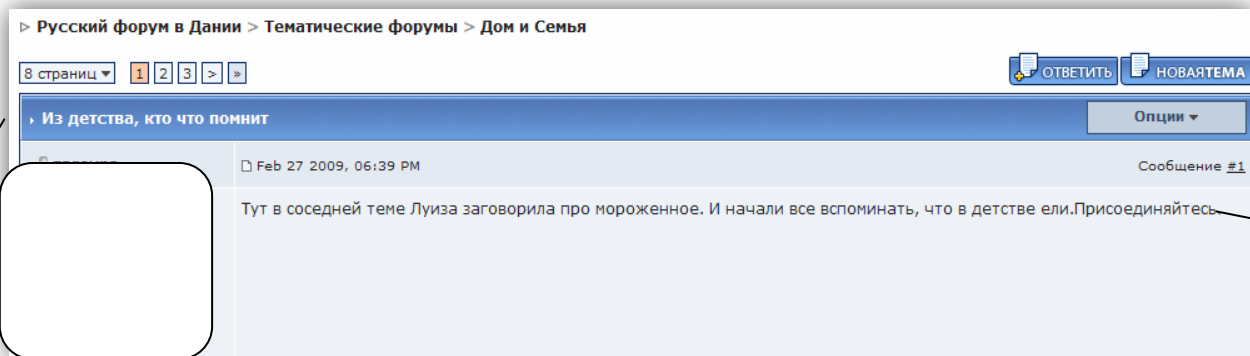 Русский форум в Дании > Тематические форумы > Дом и Семья
8 страниц 1 2 3 > » ОТВЕТИТЬ НОВАЯТЕМА
Из детства, кто что помнит Опции
Feb 27 2009, 06:39 PM Сообщение #1
Тут в соседней теме Луиза заговорила про мороженное. И начали все вспоминать, что в детстве ели.Присоединяйтесь.